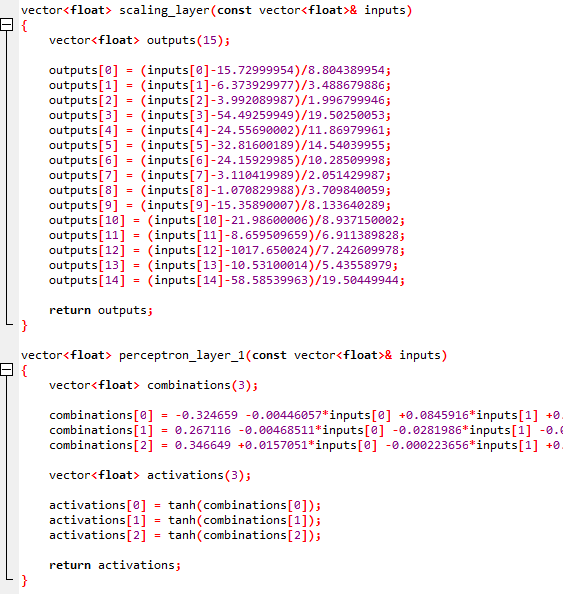 vector<float> scaling_layer(const vector<float>& inputs)
{
vector<float> outputs(15);
outputs[0] = (inputs[0]-15.72999954)/8.804389954;
outputs[1] = (inputs[1]-6.373929977)/3.488679886;
outputs[2] = (inputs[2]-3.992089987)/1.996799946;
outputs[3] = (inputs[3]-54.49259949)/19.50250053;
outputs[4] = (inputs[4]-24.55690002)/11.86979961;
outputs[5] = (inputs[5]-32.81600189)/14.54039955;
outputs[6] = (inputs[6]-24.15929985)/10.28509998;
outputs[7] = (inputs[7]-3.110419989)/2.051429987;
outputs[8] = (inputs[8]-1.070829988)/3.709840059;
outputs[9] = (inputs[9]-15.35890007)/8.133640289;
outputs[10] = (inputs[10]-21.98600006)/8.937150002;
outputs[11] = (inputs[11]-8.659509659)/6.911389828;
outputs[12] = (inputs[12]-1017.650024)/7.242609978;
outputs[13] = (inputs[13]-10.53100014)/5.43558979;
outputs[14] = (inputs[14]-58.58539963)/19.50449944;
return outputs;
}
vector<float> perceptron_layer_1(const vector<float>& inputs)
{
vector<float> combinations(3);
combinations[0] = -0.324659 -0.00446057*inputs[0] +0.0845916*inputs[1] +0.
combinations[1] = 0.267116 -0.00468511*inputs[0] -0.0281986*inputs[1] -0.0
combinations[2] = 0.346649 +0.0157051*inputs[0] -0.000223656*inputs[1] +0.
vector<float> activations(3);
activations[0] = tanh(combinations[0]);
activations[1] = tanh(combinations[1]);
activations[2] = tanh(combinations[2]);
return activations;
}